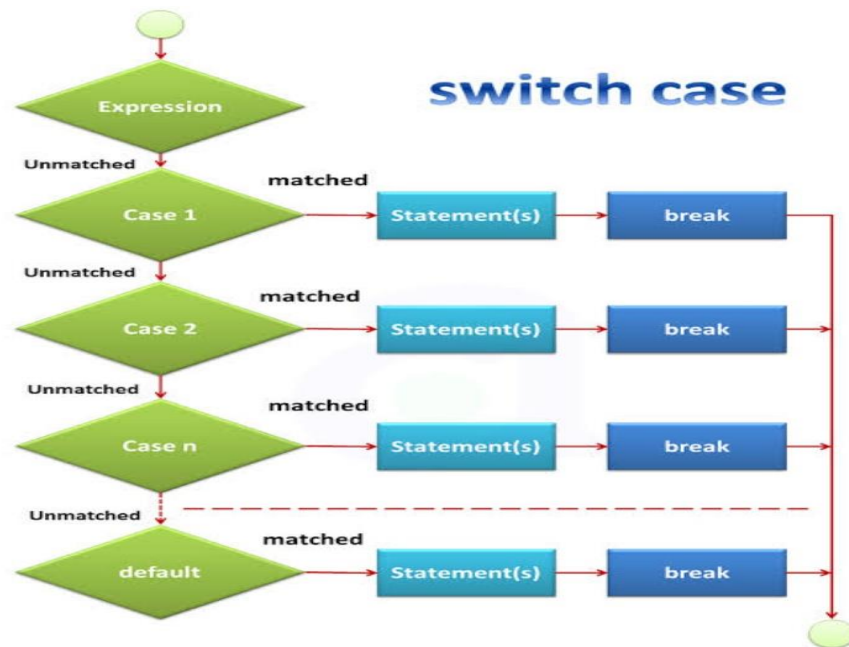 switch case
Expression
Unmatched
matched
Case 1
Statement(s)
break
Unmatched
matched
Case 2
Statement(s)
break
Unmatched
matched
Case n
Statement(s)
break
Unmatched
matched
default
Statement(s)
break